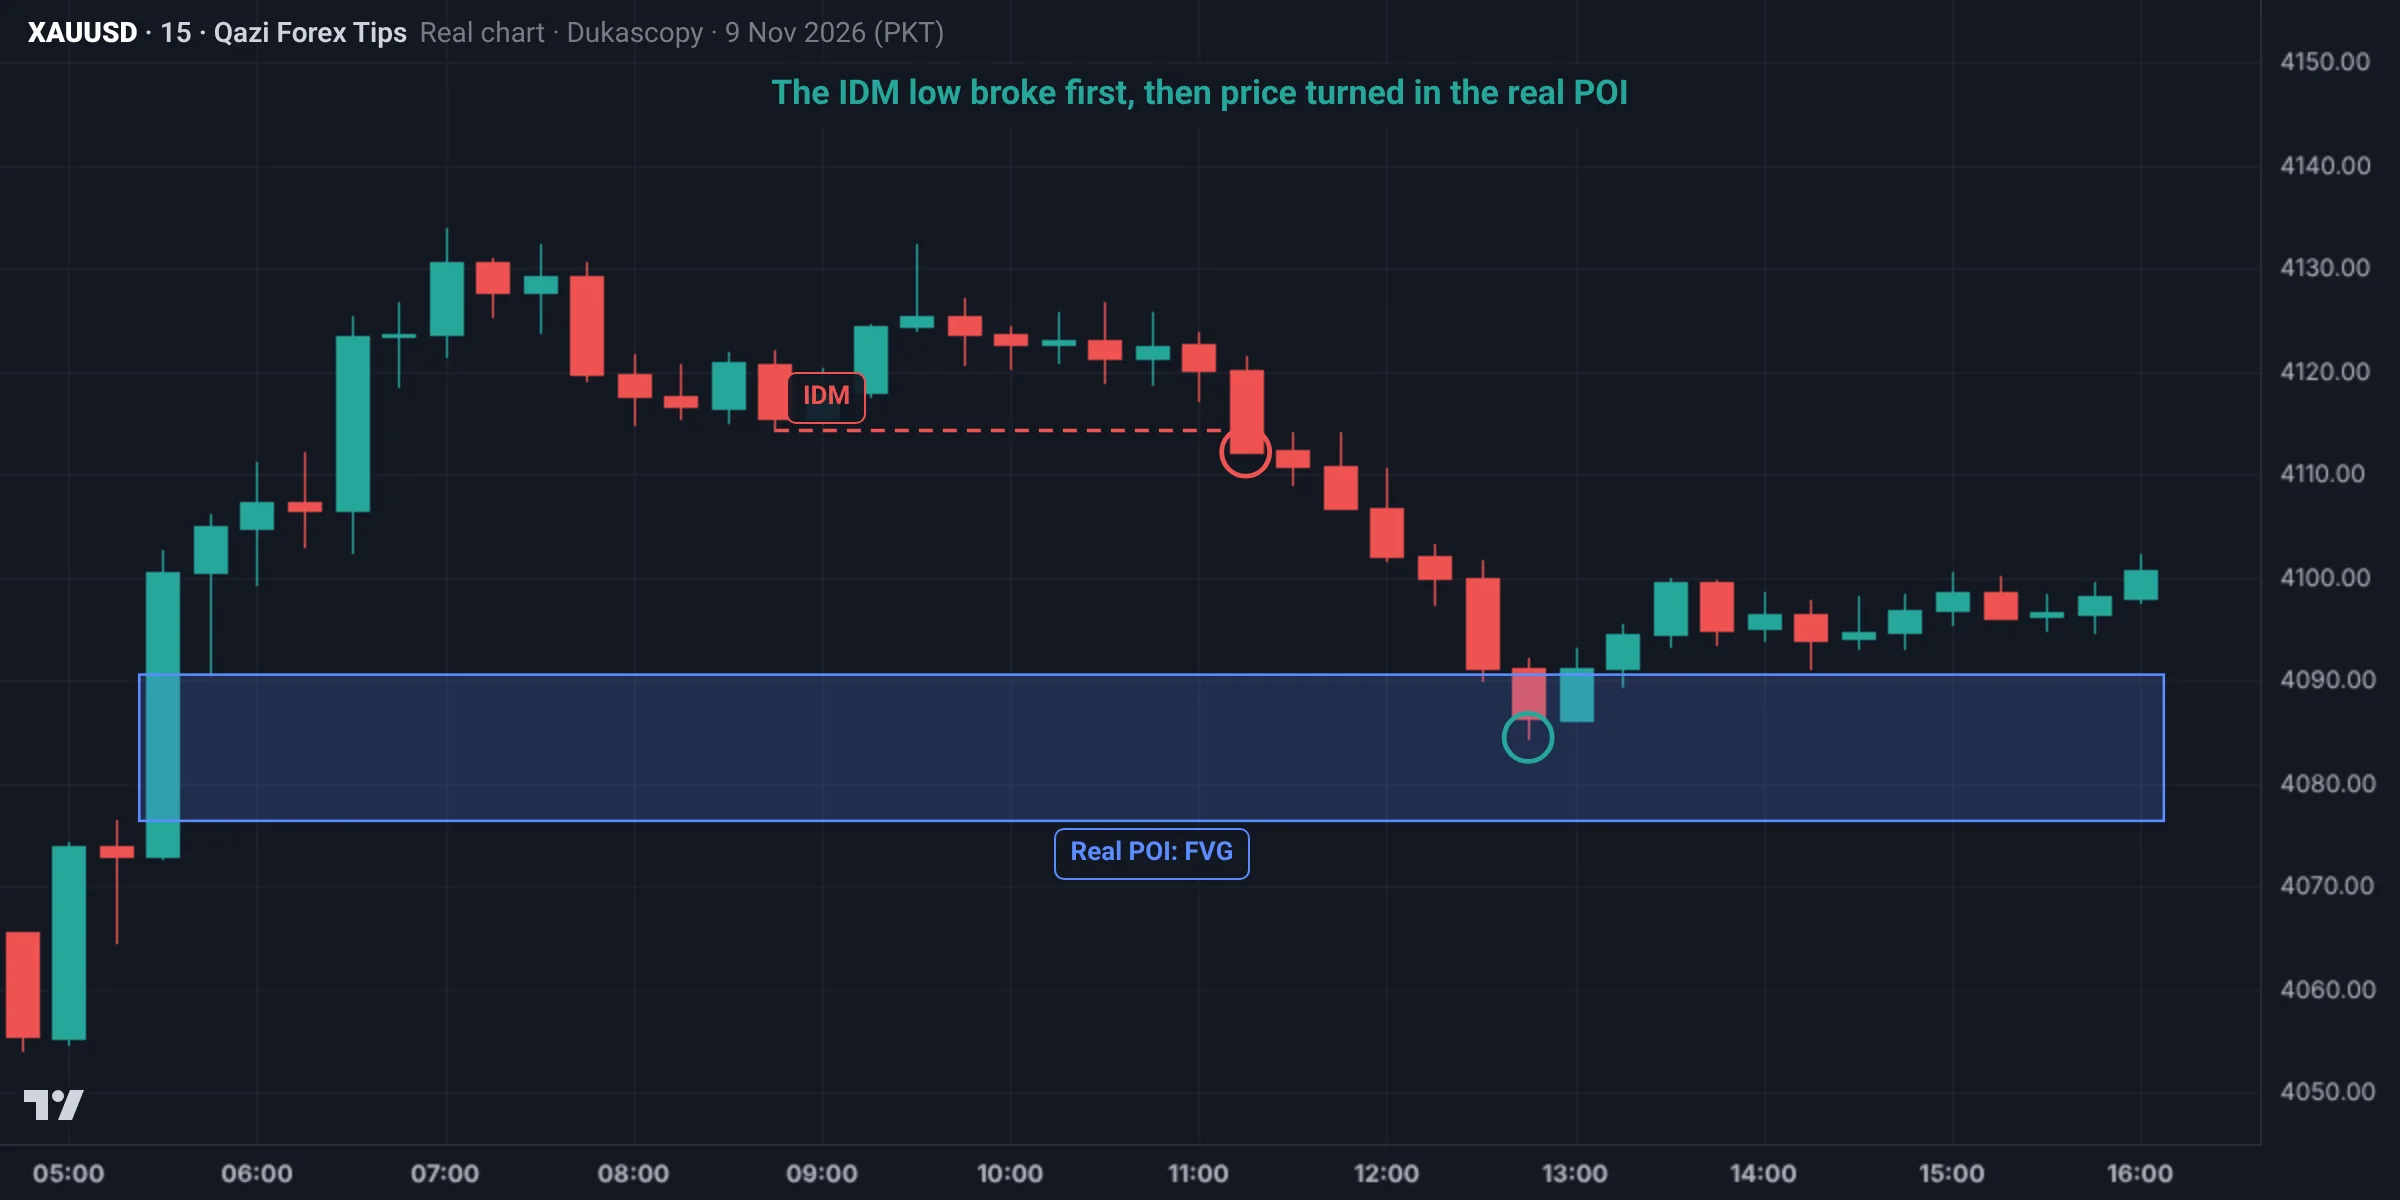 XAUUSD · 15 · Qazi Forex Tips Real chart · Dukascopy · 9 Nov 2026 (PKT)
The IDM low broke first, then price turned in the real POI
4150.00
4140.00
4130.00
4120.00
IDM
4110.00
4100.00
4090.00
4080.00
Real POI: FVG
4070.00
4060.00
4050.00
05:00 06:00 07:00 08:00 09:00 10:00 11:00 12:00 13:00 14:00 15:00 16:00